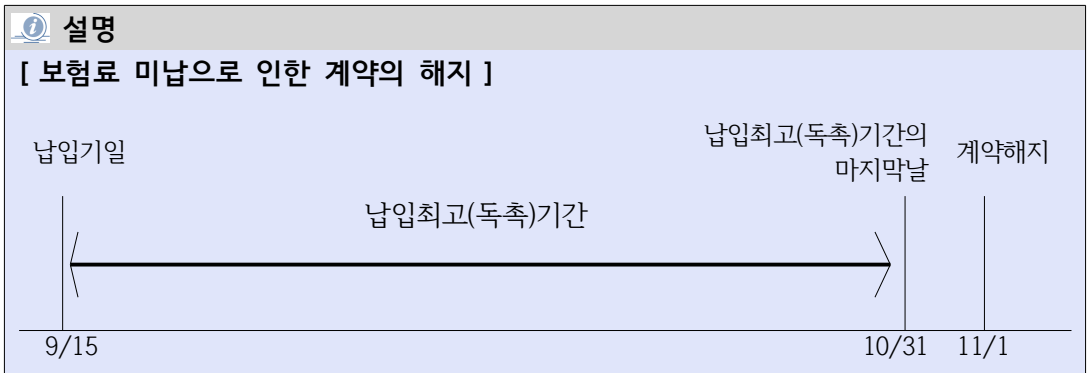 설명
[ 보험료 미납으로 인한 계약의 해지 ]
납입기일
납입최고(독촉)기간의
마지막날
계약해지
납입최고(독촉)기간
9/15
10/31
11/1